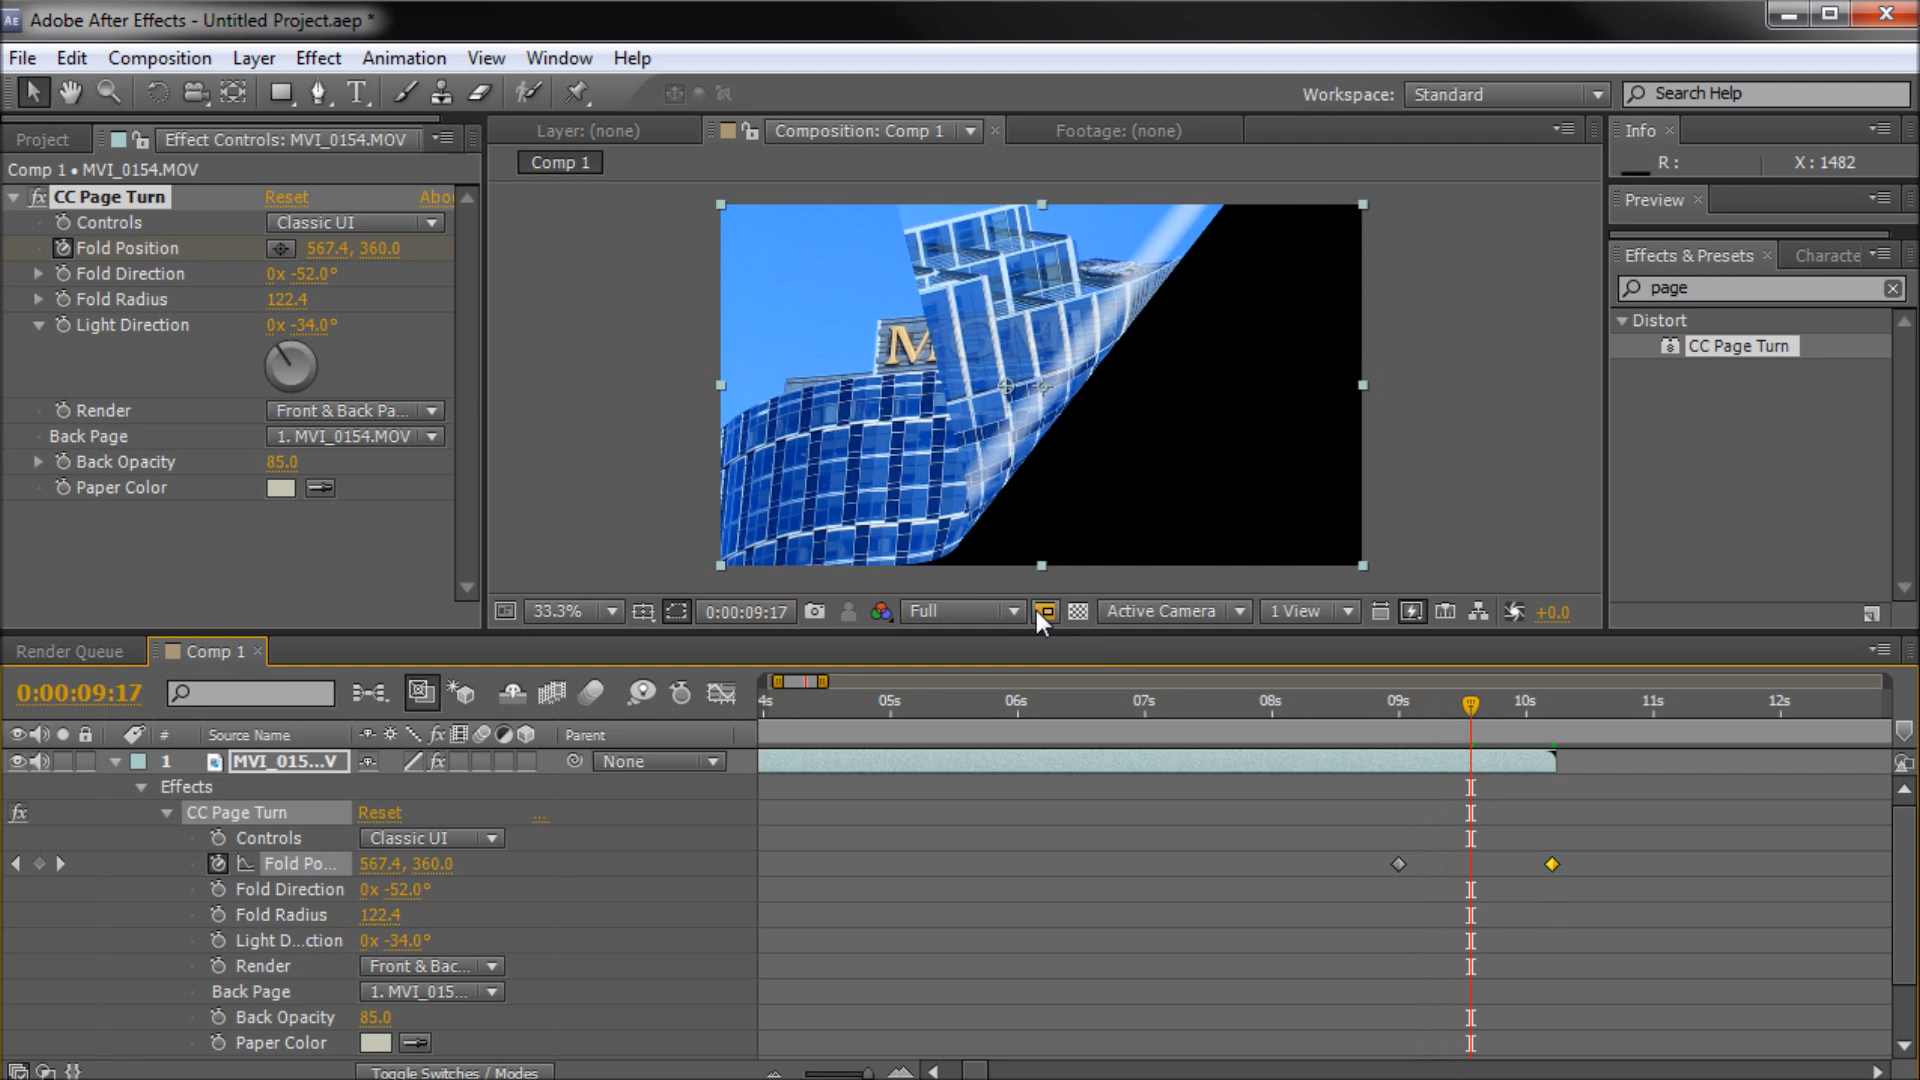 Adobe After Effects - Untitled Project.aep *
File Edit Composition Layer Effect Animation View Window Help
Workspace: Standard Search Help
Project Effect Controls: MVI_0154.MOV Layer: (none) Composition: Comp 1 Footage: (none) Info
Comp 1 • MVI_0154.MOV
Comp 1
R : X : 1482
CC Page Turn Reset Abou
Preview
Controls Classic UI
Fold Position 567.4, 360.0
Effects & Presets Characte
Fold Direction 0x -52.0°
page
Fold Radius 122.4
Distort
Light Direction 0x -34.0°
CC Page Turn
M
Render Front & Back Pa...
Back Page 1. MVI_0154.MOV
Back Opacity 85.0
Paper Color
33.3% 0:00:09:17 Full Active Camera 1 View +0.0
Render Queue Comp 1
0:00:09:17
4s 05s 06s 07s 08s 09s 10s 11s 12s
# Source Name fx Parent
1 MVI_015...V fx None
Effects
fx CC Page Turn Reset ...
Controls Classic UI
Fold Po... 567.4, 360.0
Fold Direction 0x -52.0°
Fold Radius 122.4
Light D...ction 0x -34.0°
Render Front & Bac...
Back Page 1. MVI_015...
Back Opacity 85.0
Paper Color
Toggle Switches / Modes